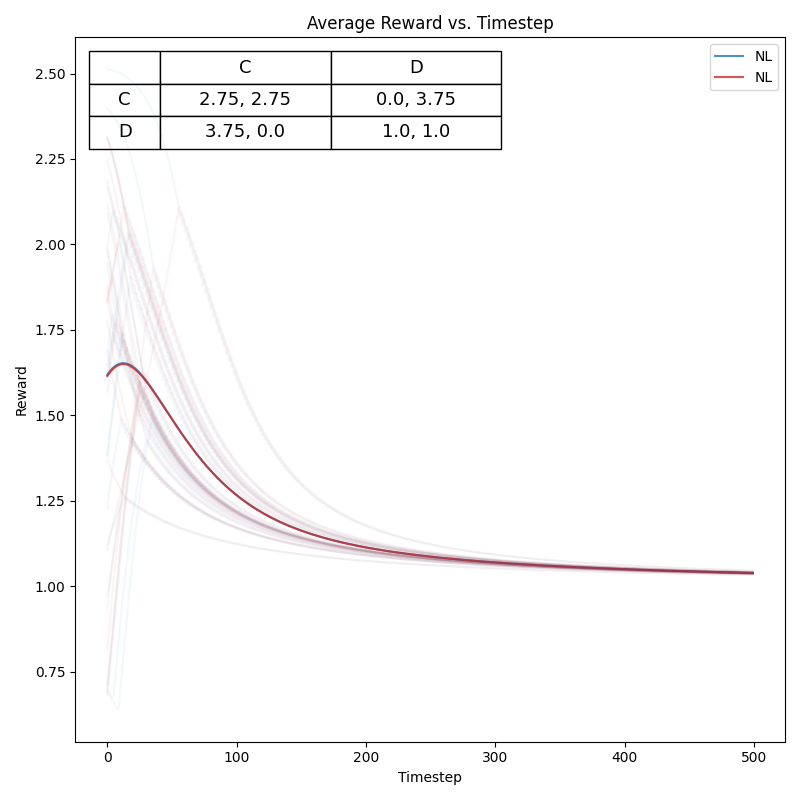 Average Reward vs. Timestep
C D
C 2.75, 2.75 0.0, 3.75
D 3.75, 0.0 1.0, 1.0
NL
NL
2.50
2.25
2.00
1.75
1.50
1.25
1.00
0.75
Reward
0 100 200 300 400 500
Timestep